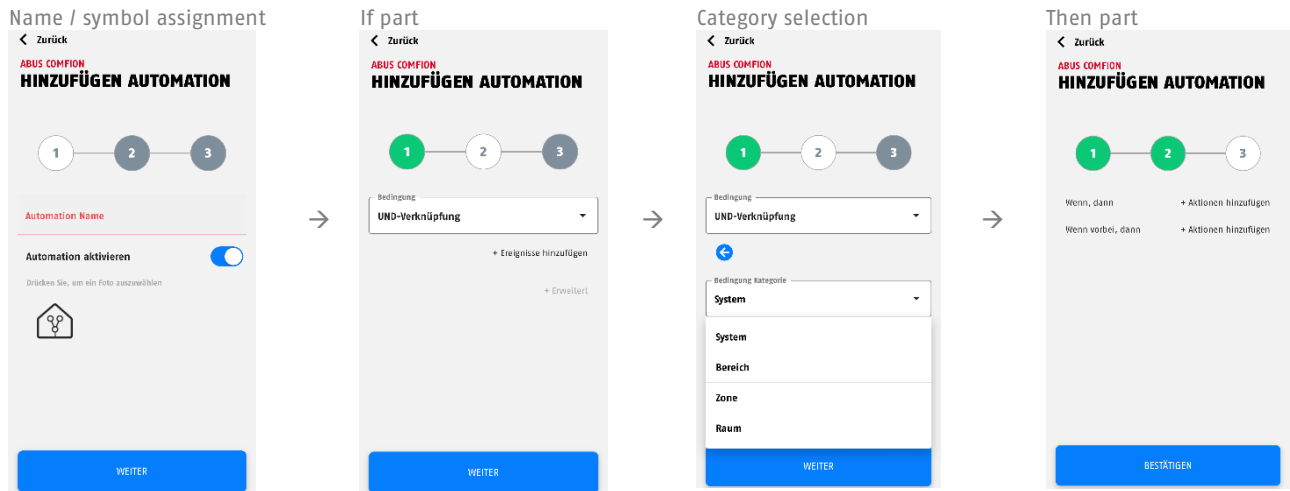 Name / symbol assignment
Zurück
ABUS COMFION
HINZUFÜGEN AUTOMATION
1
2
3
Automation Name
Automation aktivieren
Drücken Sie, um ein Foto auszuwählen
WEITER
→
If part
Zurück
ABUS COMFION
HINZUFÜGEN AUTOMATION
1
2
3
Bedingung
UND-Verknüpfung
+ Ereignisse hinzufügen
+ Erweitert
WEITER
→
Category selection
Zurück
ABUS COMFION
HINZUFÜGEN AUTOMATION
1
2
3
Bedingung
UND-Verknüpfung
Bedingung Kategorie
System
System
Bereich
Zone
Raum
WEITER
→
Then part
Zurück
ABUS COMFION
HINZUFÜGEN AUTOMATION
1
2
3
Wenn, dann + Aktionen hinzufügen
Wenn vorbei, dann + Aktionen hinzufügen
BESTÄTIGEN